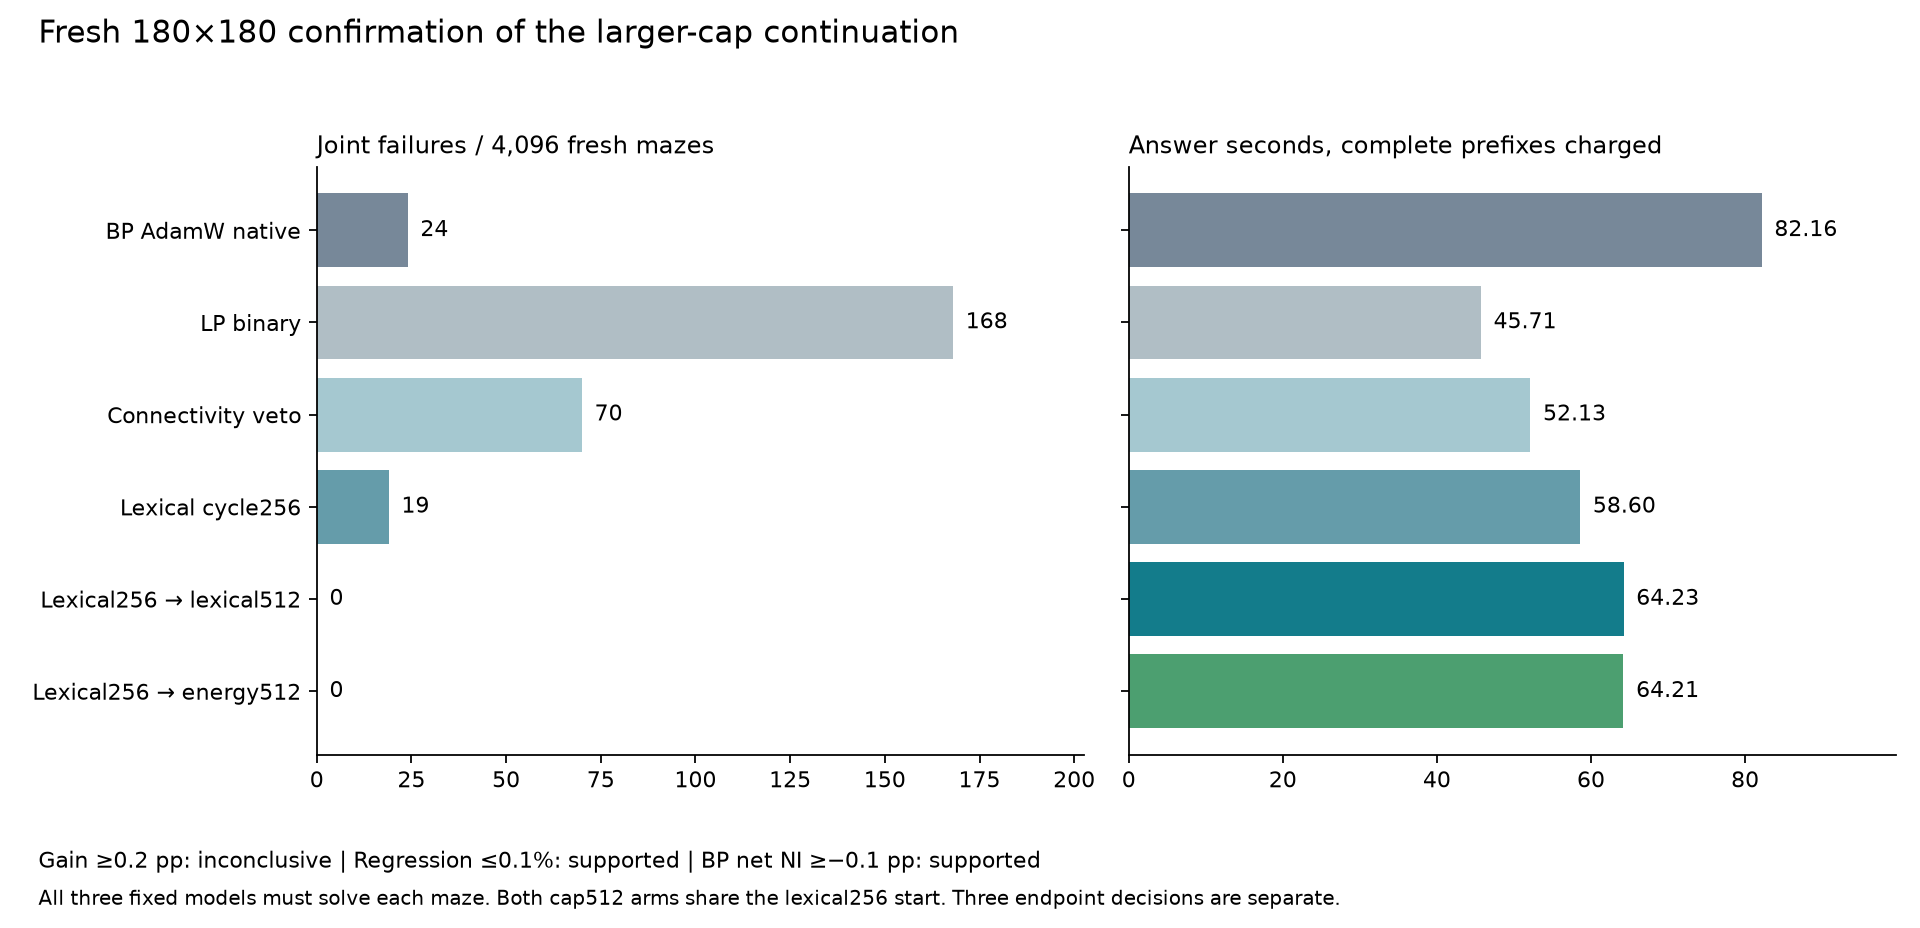 Fresh 180×180 confirmation of the larger-cap continuation
Joint failures / 4,096 fresh mazes
BP AdamW native
24
LP binary
168
Connectivity veto
70
Lexical cycle256
19
Lexical256 → lexical512
0
Lexical256 → energy512
0
0 25 50 75 100 125 150 175 200
Answer seconds, complete prefixes charged
82.16
45.71
52.13
58.60
64.23
64.21
0 20 40 60 80
Gain ≥0.2 pp: inconclusive | Regression ≤0.1%: supported | BP net NI ≥−0.1 pp: supported
All three fixed models must solve each maze. Both cap512 arms share the lexical256 start. Three endpoint decisions are separate.